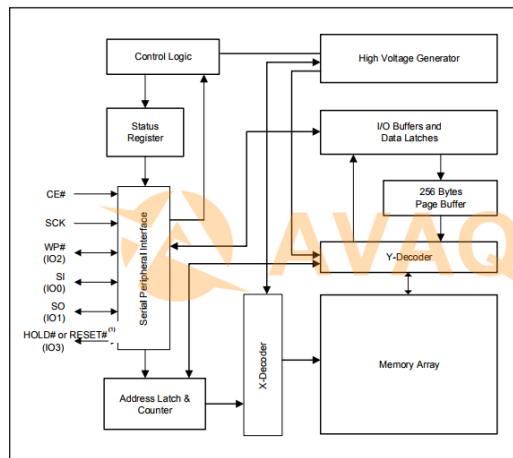 Control Logic
High Voltage Generator
Status
Register
I/O Buffers and
Data Latches
256 Bytes
Page Buffer
CE#
SCK
WP#
(IO2)
SI
(IO0)
SO
(IO1)
HOLD# or RESET# (1)
(IO3)
Serial Peripheral Interface
Y-Decoder
X-Decoder
Memory Array
Address Latch &
Counter
AVAQ